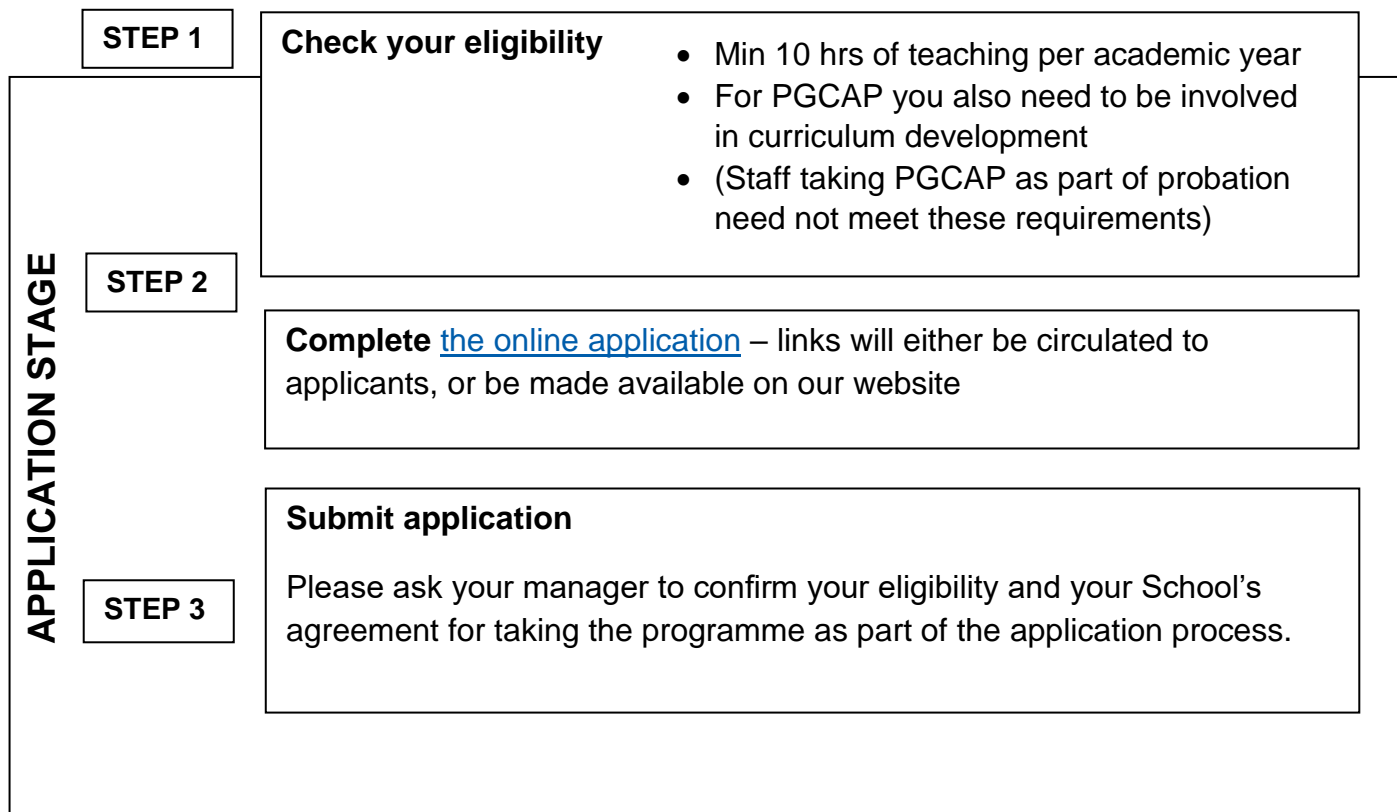 STEP 1
Check your eligibility
• Min 10 hrs of teaching per academic year
• For PGCAP you also need to be involved
in curriculum development
• (Staff taking PGCAP as part of probation
need not meet these requirements)
APPLICATION STAGE
STEP 2
Complete the online application – links will either be circulated to
applicants, or be made available on our website
STEP 3
Submit application
Please ask your manager to confirm your eligibility and your School’s
agreement for taking the programme as part of the application process.